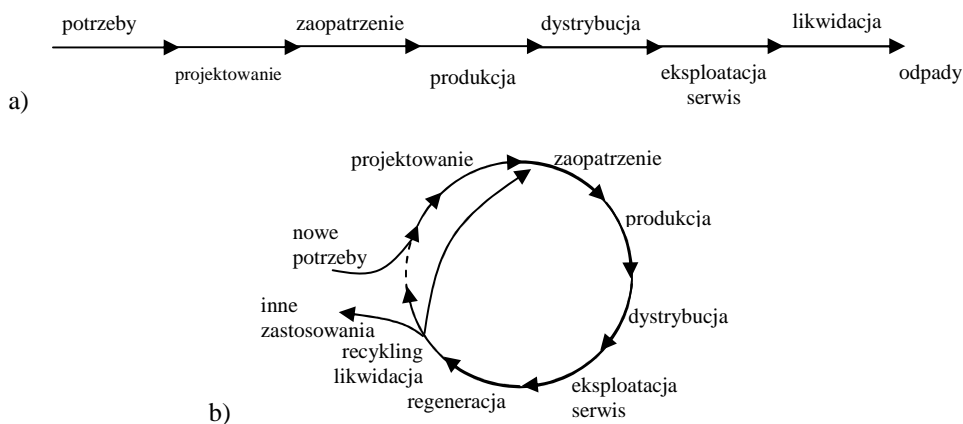 potrzeby
zaopatrzenie
dystrybucja
likwidacja
projektowanie
produkcja
eksploatacja
serwis
odpady
a)
projektowanie
zaopatrzenie
produkcja
nowe
potrzeby
inne
zastosowania
dystrybucja
recykling
likwidacja
regeneracja
eksploatacja
serwis
b)